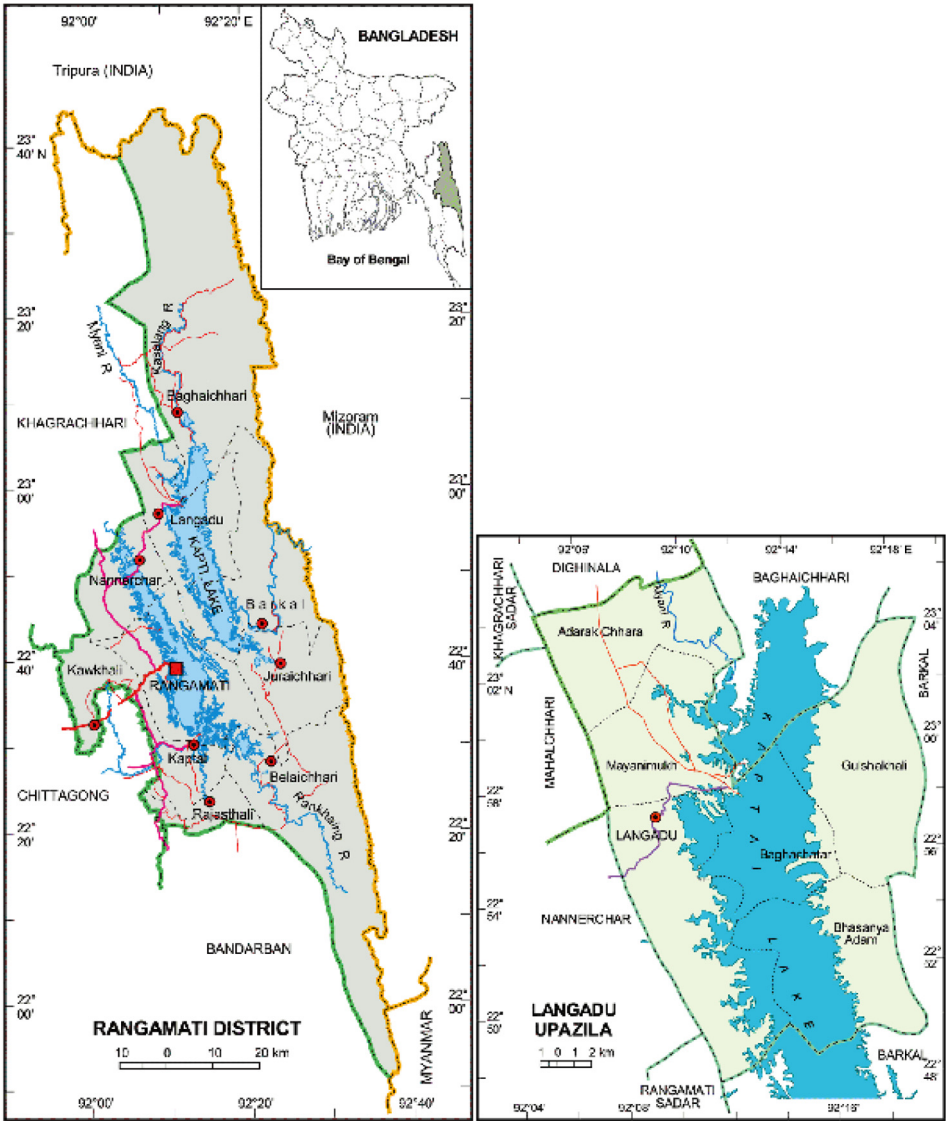 92°00'
92°20' E
BANGLADESH
Tripura (INDIA)
23° 40' N
Bay of Bengal
23° 20'
23° 20'
Myani R
Kasalang R
Baghaichhari
KHAGRACHHARI
Mizoram
(INDIA)
23° 00'
23° 00'
Langadu
KAPTI LAKE
Nannerchar
Barkal
22° 40'
22° 40'
Kawkhali
RANGAMATI
Juraichhari
Kaptai
Belaichhari
CHITTAGONG
Rajasthali
Rankhaing R
22° 20'
22° 20'
BANDARBAN
22° 00'
22° 00'
RANGAMATI DISTRICT
10 0 10 20 km
MYANMAR
92°00'
92°20'
92°40'
92°06'
92°10'
92°14'
92°18' E
DIGHINALA
BAGHAICHHARI
KHAGRACHHARI
SADAR
Myani R
23° 04'
Adarak Chhara
BARKAL
23° 02' N
23° 00'
MAHALCHHARI
Mayanimukh
Gulshakhali
22° 58'
LANGADU
KAPTAI LAKE
22° 56'
Baghachatar
22° 54'
NANNERCHAR
Bhasanya
Adam
22° 52'
22° 50'
LANGADU
UPAZILA
1 0 1 2 km
BARKAL
22° 48'
RANGAMATI
SADAR
92°04'
92°08'
92°16'